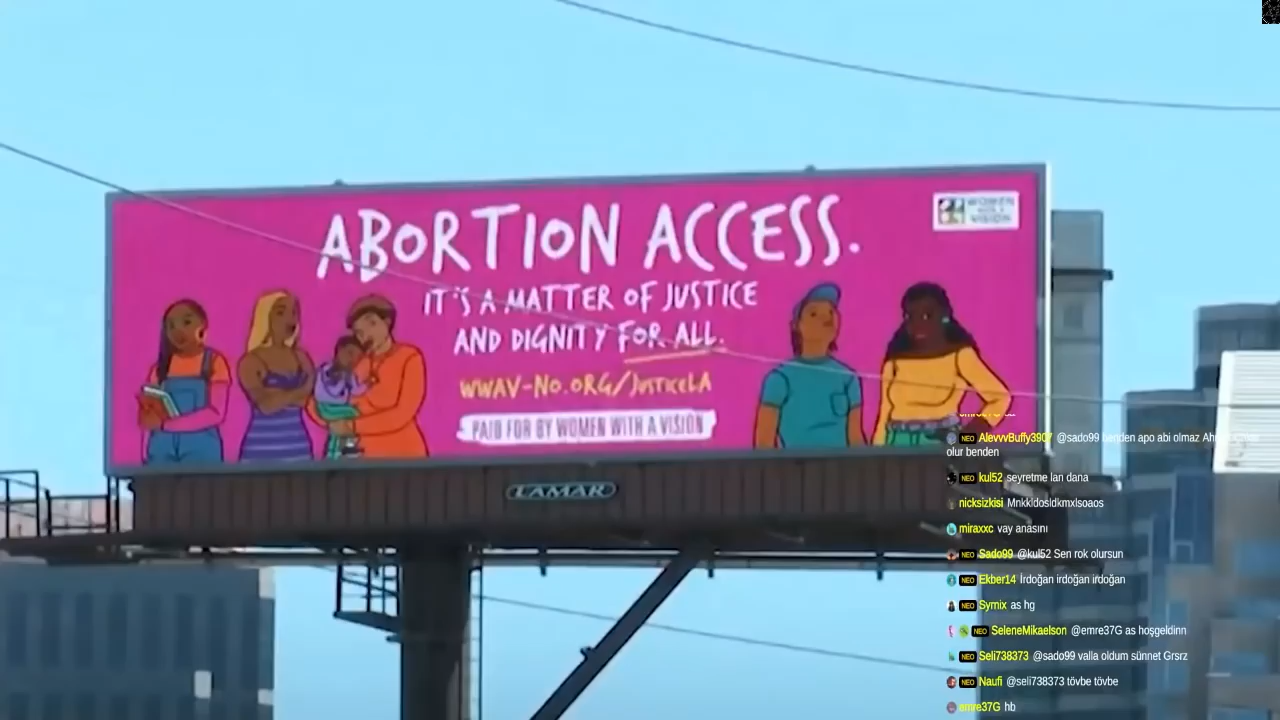 ABORTION ACCESS.
IT'S A MATTER OF JUSTICE
AND DIGNITY FOR ALL.
WWAV-NO.ORG/JUSTICELA
PAID FOR BY WOMEN WITH A VISION
WOMEN
WITH A
VISION
LAMAR
NEO AlevvvBuffy3907 @sado99 benden apo abi olmaz
olur benden
NEO kul52 seyretme lan dana
nicksizkisi Mnkkldosldkmxlsoaos
miraxxc vay anasını
NEO Sado99 @kul52 Sen rok olursun
NEO Ekber14 İrdoğan irdoğan irdoğan
NEO Symix as hg
NEO SeleneMikaelson @emre37G as hoşgeldinn
NEO Seli738373 @sado99 valla oldum sünnet Grsrz
NEO Naufi @seli738373 tövbe tövbe
emre37G hb